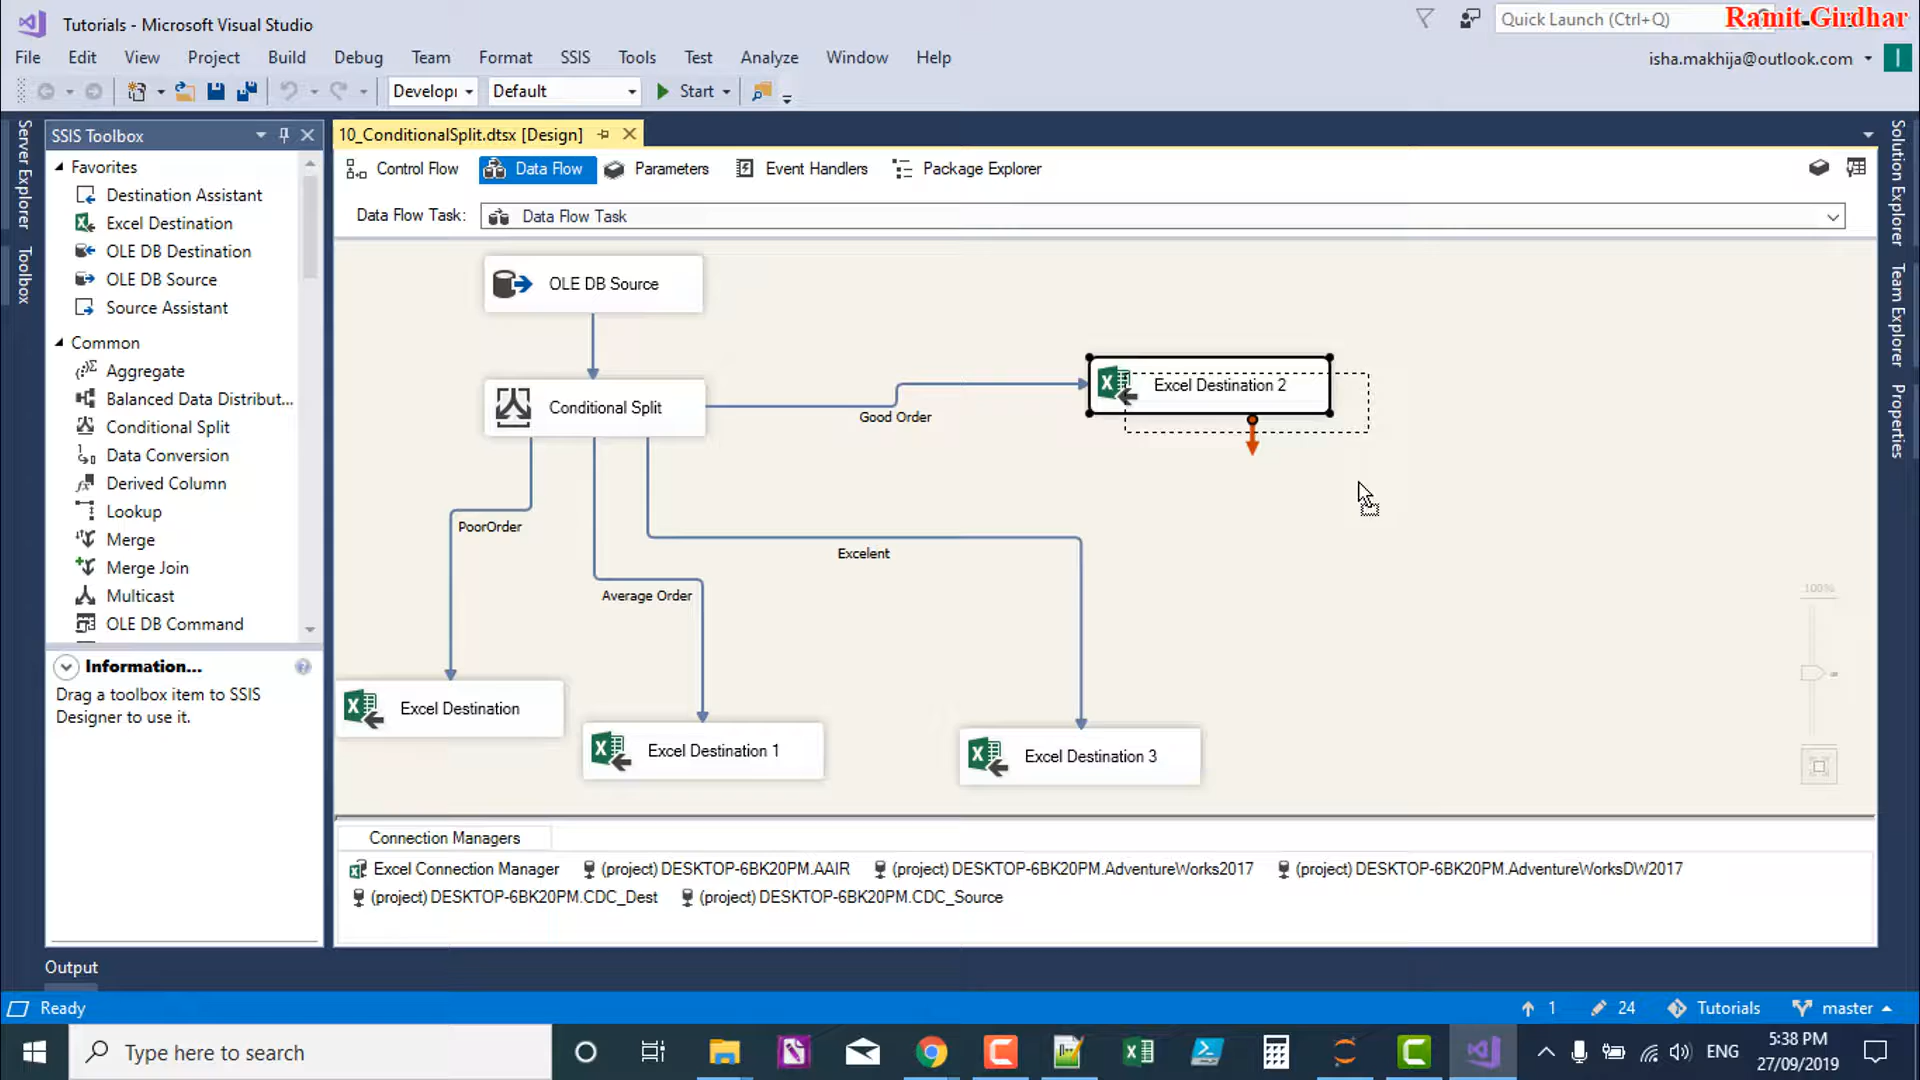 Tutorials - Microsoft Visual Studio
Quick Launch (Ctrl+Q)
Ramit Girdhar
File Edit View Project Build Debug Team Format SSIS Tools Test Analyze Window Help
isha.makhija@outlook.com
Develop Default Start
Server Explorer
Toolbox
SSIS Toolbox
Favorites
Destination Assistant
Excel Destination
OLE DB Destination
OLE DB Source
Source Assistant
Common
Aggregate
Balanced Data Distribut...
Conditional Split
Data Conversion
Derived Column
Lookup
Merge
Merge Join
Multicast
OLE DB Command
Information...
Drag a toolbox item to SSIS
Designer to use it.
10_ConditionalSplit.dtsx [Design]
Control Flow Data Flow Parameters Event Handlers Package Explorer
Data Flow Task: Data Flow Task
OLE DB Source
Conditional Split
Good Order
Excel Destination 2
PoorOrder
Excelent
Average Order
Excel Destination
Excel Destination 1
Excel Destination 3
100%
Connection Managers
Excel Connection Manager (project) DESKTOP-6BK20PM.AAIR (project) DESKTOP-6BK20PM.AdventureWorks2017 (project) DESKTOP-6BK20PM.AdventureWorksDW2017
(project) DESKTOP-6BK20PM.CDC_Dest (project) DESKTOP-6BK20PM.CDC_Source
Solution Explorer
Team Explorer
Properties
Output
Ready
1 24 Tutorials master
Type here to search
ENG
5:38 PM
27/09/2019